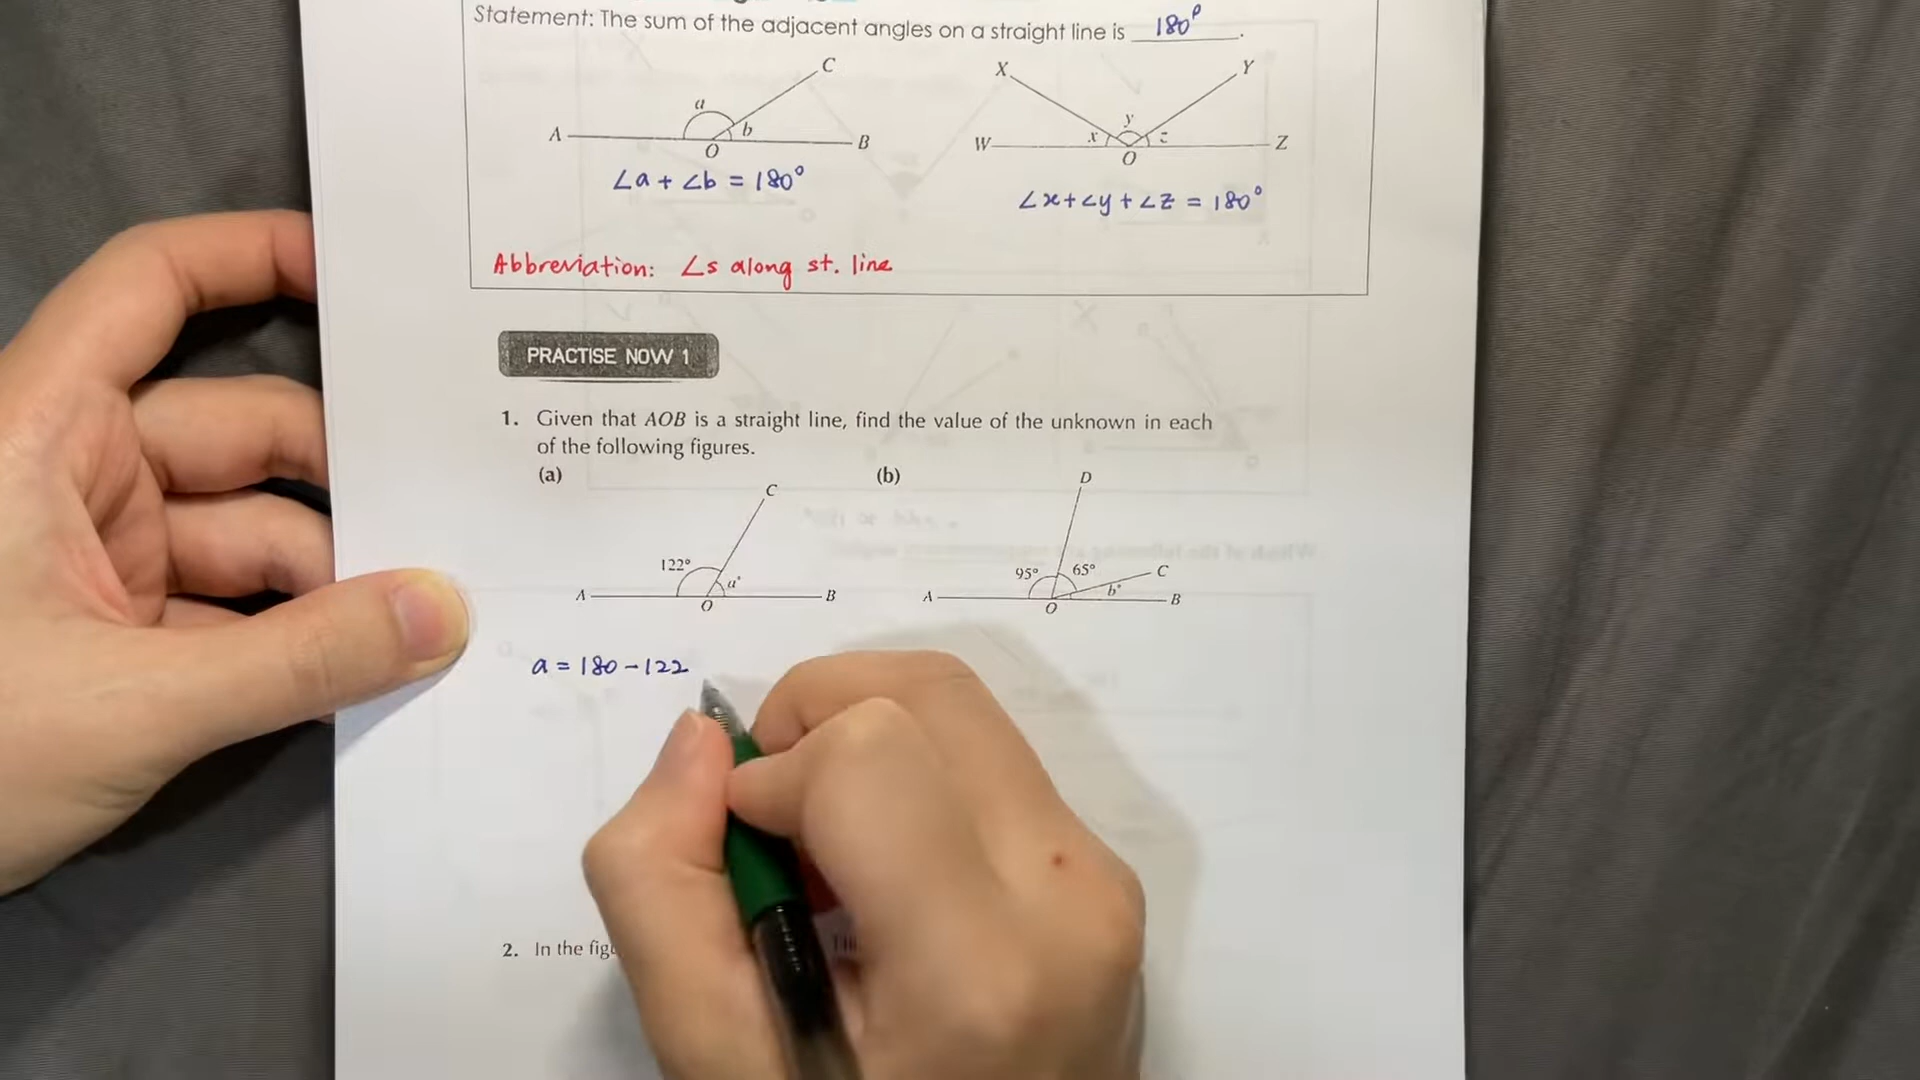 Statement: The sum of the adjacent angles on a straight line is 180°.
A a b C O B
X Y W x y z O Z
∠a + ∠b = 180°
∠x + ∠y + ∠z = 180°
Abbreviation: ∠s along st. line
PRACTISE NOW 1
1. Given that AOB is a straight line, find the value of the unknown in each
of the following figures.
(a)
C
122° a°
A O B
(b)
D
95° 65° C
A O b° B
a = 180 - 122
2. In the